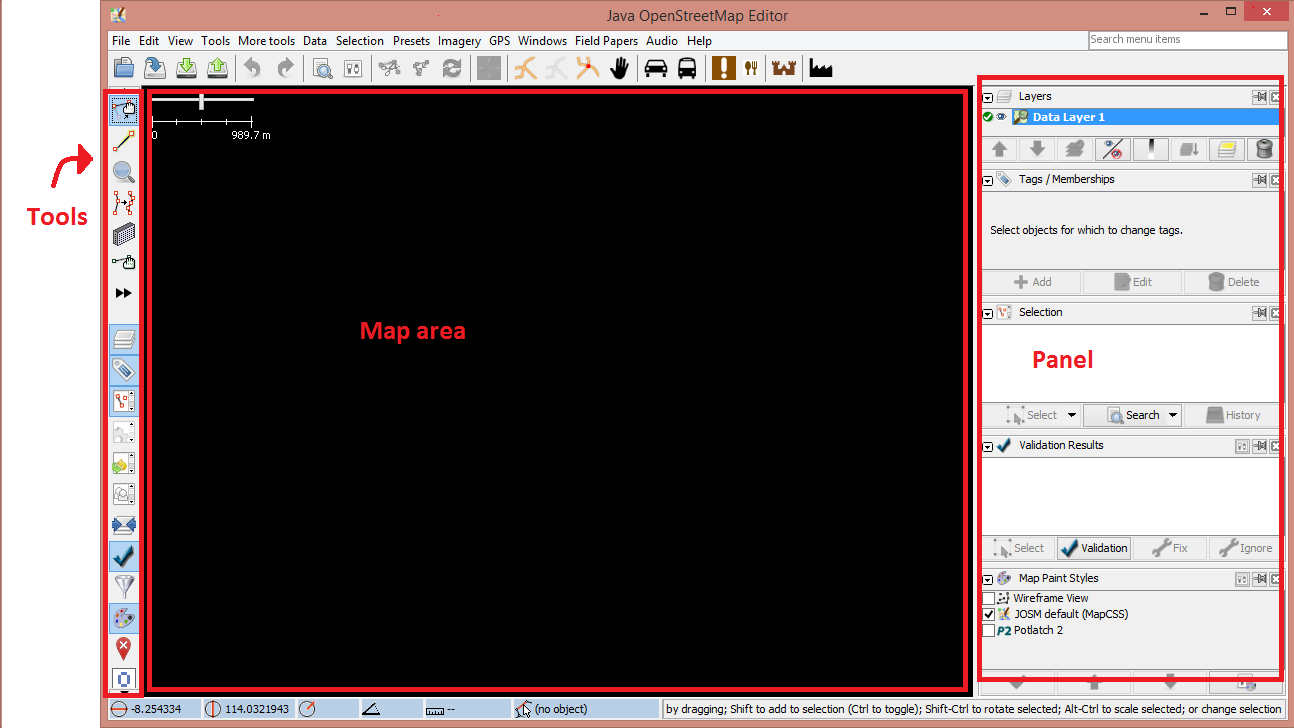 Java OpenStreetMap Editor
File Edit View Tools More tools Data Selection Presets Imagery GPS Windows Field Papers Audio Help
Search menu items
0 989.7 m
Tools
Map area
Layers
Data Layer 1
Tags / Memberships
Select objects for which to change tags.
Add Edit Delete
Selection
Panel
Select Search History
Validation Results
Select Validation Fix Ignore
Map Paint Styles
Wireframe View
JOSM default (MapCSS)
P2 Potlatch 2
-8.254334 114.0321943 -- (no object) by dragging; Shift to add to selection (Ctrl to toggle); Shift-Ctrl to rotate selected; Alt-Ctrl to scale selected; or change selection